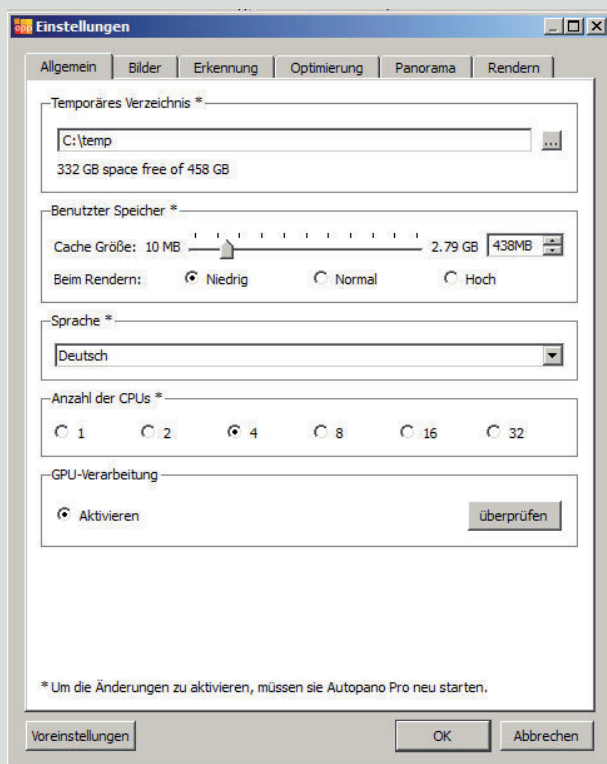 app Einstellungen
Allgemein Bilder Erkennung Optimierung Panorama Rendern
Temporäres Verzeichnis *
C:\temp ...
332 GB space free of 458 GB
Benutzter Speicher *
Cache Größe: 10 MB 2.79 GB 438MB
Beim Rendern: Niedrig Normal Hoch
Sprache *
Deutsch
Anzahl der CPUs *
1 2 4 8 16 32
GPU-Verarbeitung
Aktivieren überprüfen
* Um die Änderungen zu aktivieren, müssen sie Autopano Pro neu starten.
Voreinstellungen OK Abbrechen